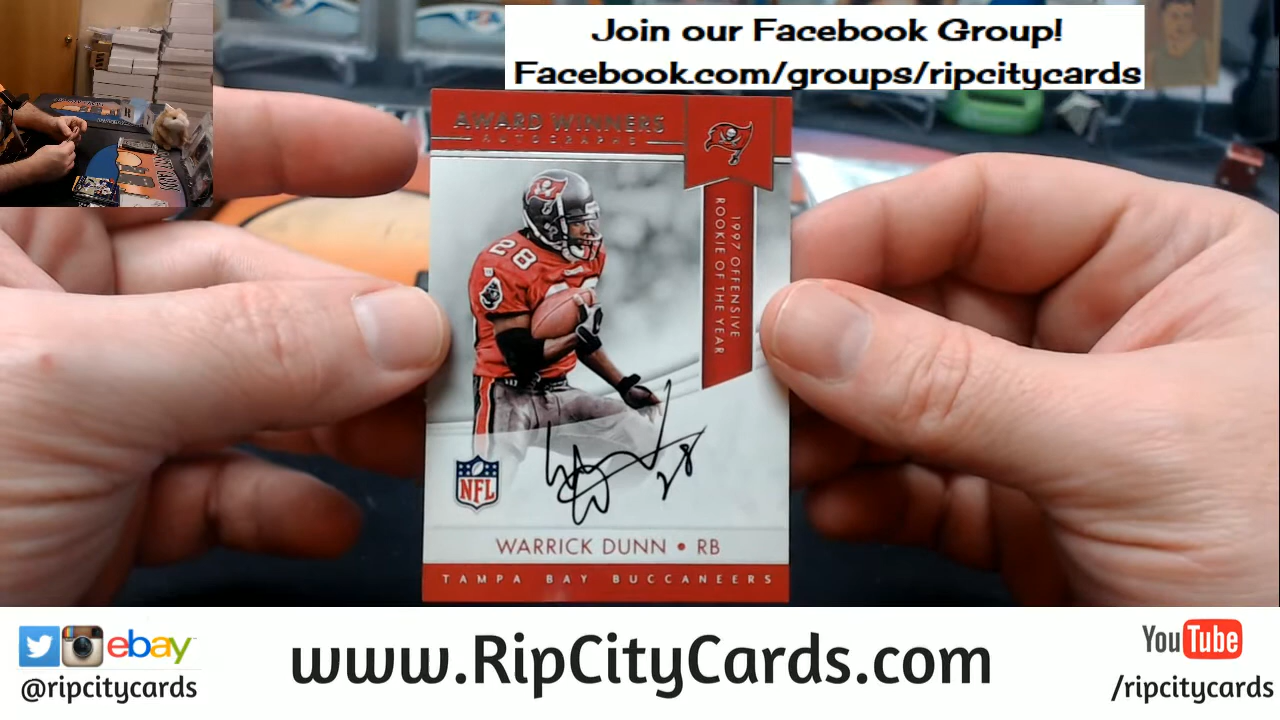 Join our Facebook Group!
Facebook.com/groups/ripcitycards
AWARD WINNERS
AUTOGRAPHS
1997 OFFENSIVE
ROOKIE OF THE YEAR
28
28
NFL
WARRICK DUNN • RB
TAMPA BAY BUCCANEERS
ebay
@ripcitycards
www.RipCityCards.com
YouTube
/ripcitycards